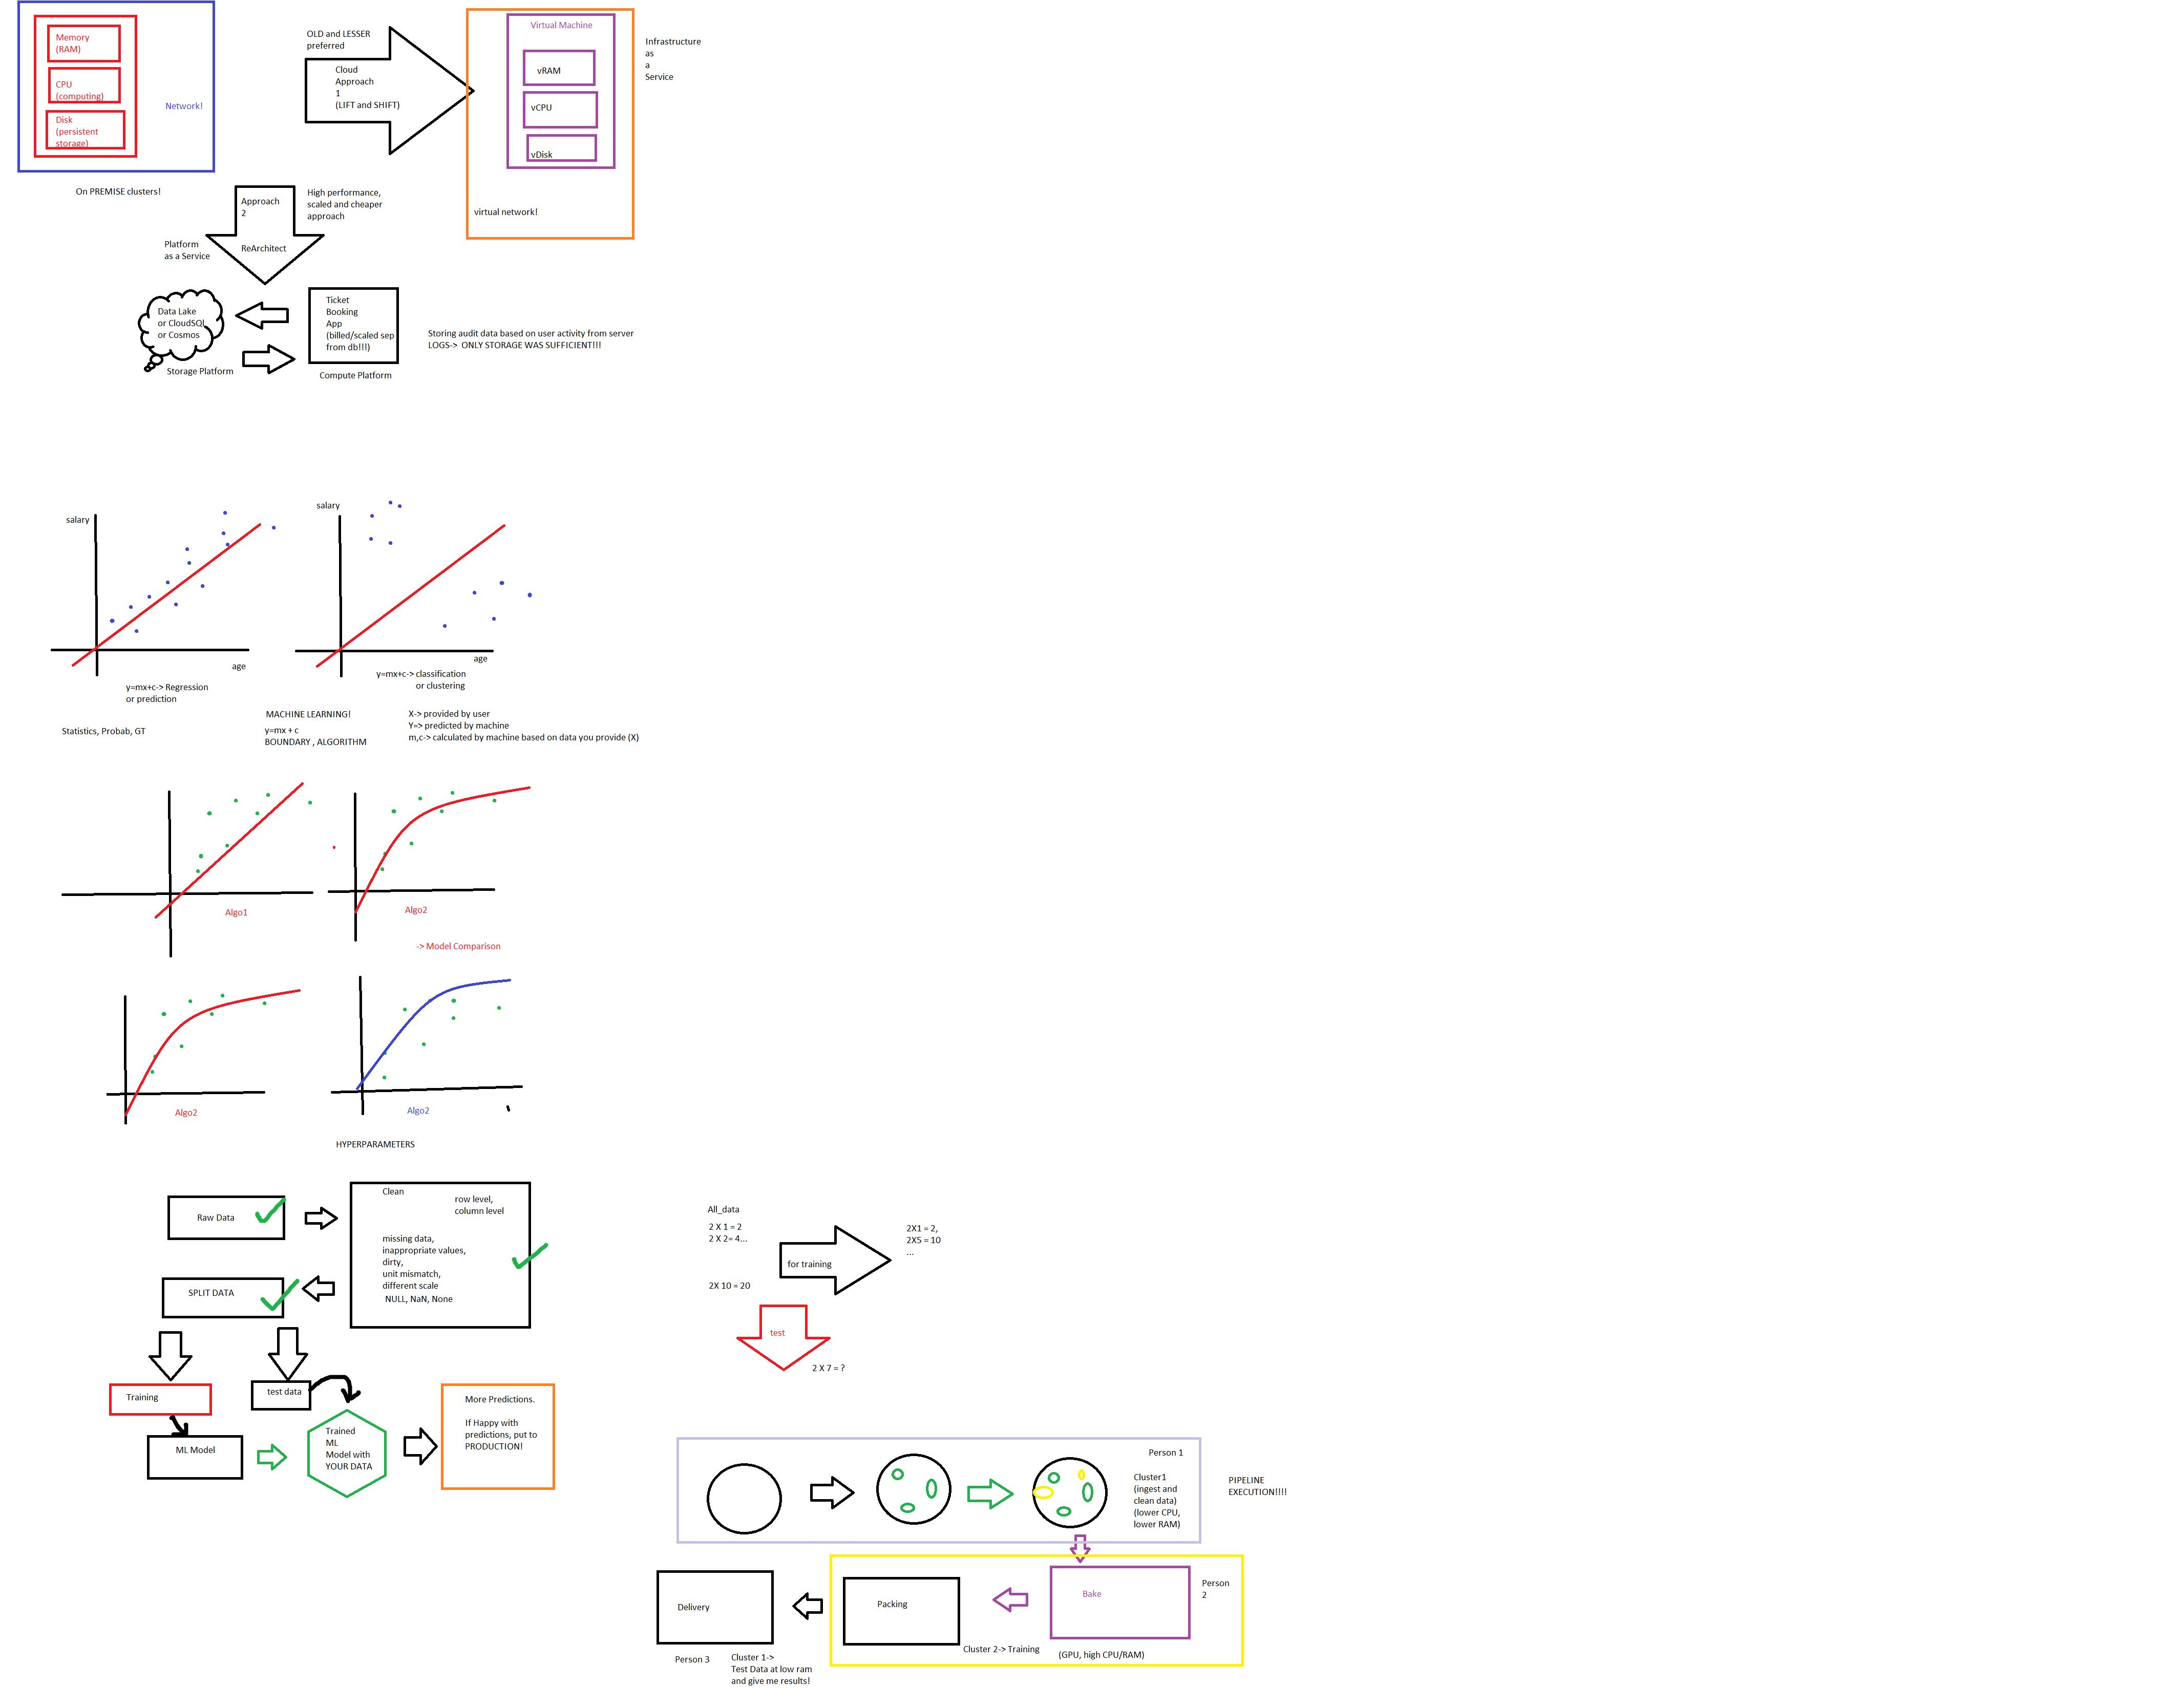 Memory
(RAM)
CPU
(computing)
Disk
(persistent
storage)
Network!
On PREMISE clusters!
OLD and LESSER
preferred
Cloud
Approach
1
(LIFT and SHIFT)
Virtual Machine
vRAM
vCPU
vDisk
virtual network!
Infrastructure
as
a
Service
Approach
2
ReArchitect
High performance,
scaled and cheaper
approach
Platform
as a Service
Data Lake
or CloudSQl
or Cosmos
Storage Platform
Ticket
Booking
App
(billed/scaled sep
from db!!!)
Compute Platform
Storing audit data based on user activity from server
LOGS-> ONLY STORAGE WAS SUFFICIENT!!!
salary
age
y=mx+c-> Regression
or prediction
salary
age
y=mx+c-> classification
or clustering
Statistics, Probab, GT
MACHINE LEARNING!
y=mx + c
BOUNDARY , ALGORITHM
X-> provided by user
Y=> predicted by machine
m,c-> calculated by machine based on data you provide (X)
Algo1
Algo2
-> Model Comparison
Algo2
Algo2
HYPERPARAMETERS
Raw Data
Clean
row level,
column level
missing data,
inappropriate values,
dirty,
unit mismatch,
different scale
NULL, NaN, None
SPLIT DATA
Training
test data
ML Model
Trained
ML
Model with
YOUR DATA
More Predictions.
If Happy with
predictions, put to
PRODUCTION!
All_data
2 X 1 = 2
2 X 2= 4...
2X 10 = 20
for training
2X1 = 2,
2X5 = 10
...
test
2 X 7 = ?
Person 1
Cluster1
(ingest and
clean data)
(lower CPU,
lower RAM)
PIPELINE
EXECUTION!!!!
Bake
Person
2
Packing
Cluster 2-> Training
(GPU, high CPU/RAM)
Delivery
Person 3
Cluster 1->
Test Data at low ram
and give me results!